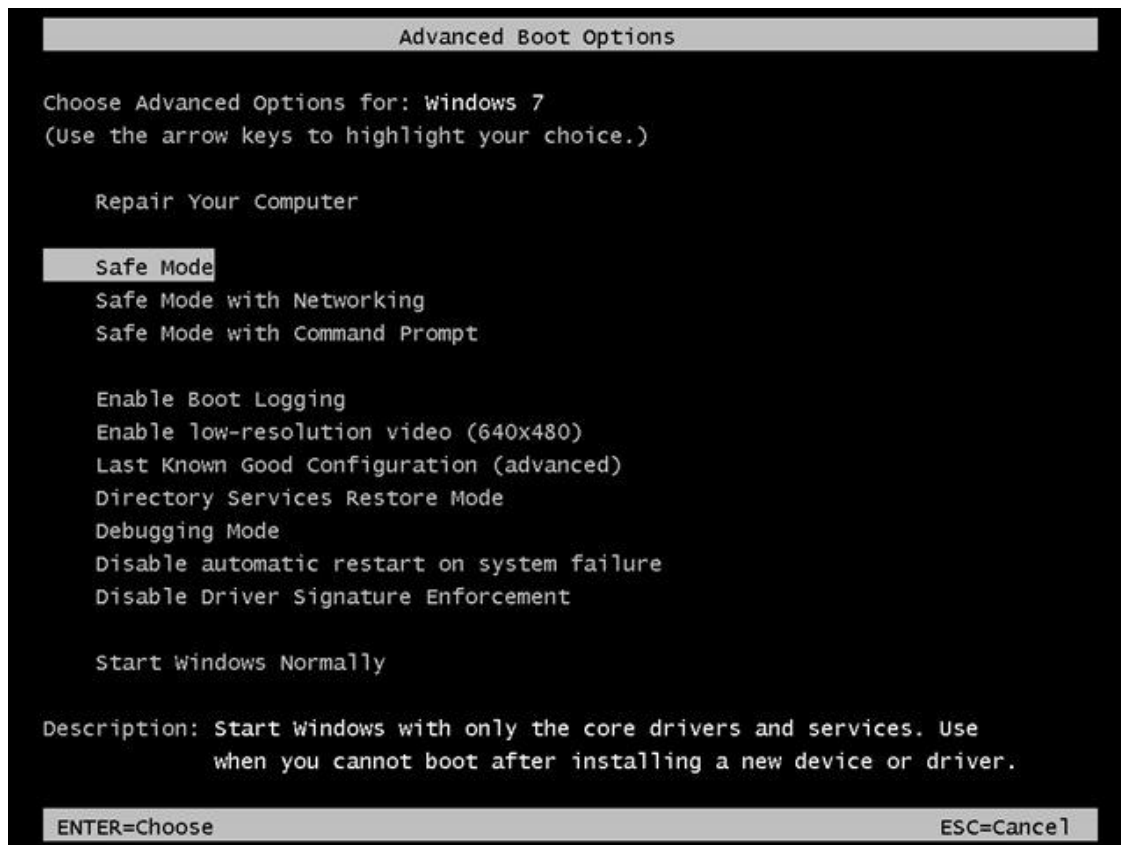 Advanced Boot Options
Choose Advanced Options for: Windows 7
(Use the arrow keys to highlight your choice.)
Repair Your Computer
Safe Mode
Safe Mode with Networking
Safe Mode with Command Prompt
Enable Boot Logging
Enable low-resolution video (640x480)
Last Known Good Configuration (advanced)
Directory Services Restore Mode
Debugging Mode
Disable automatic restart on system failure
Disable Driver Signature Enforcement
Start Windows Normally
Description: Start Windows with only the core drivers and services. Use
when you cannot boot after installing a new device or driver.
ENTER=Choose ESC=Cancel